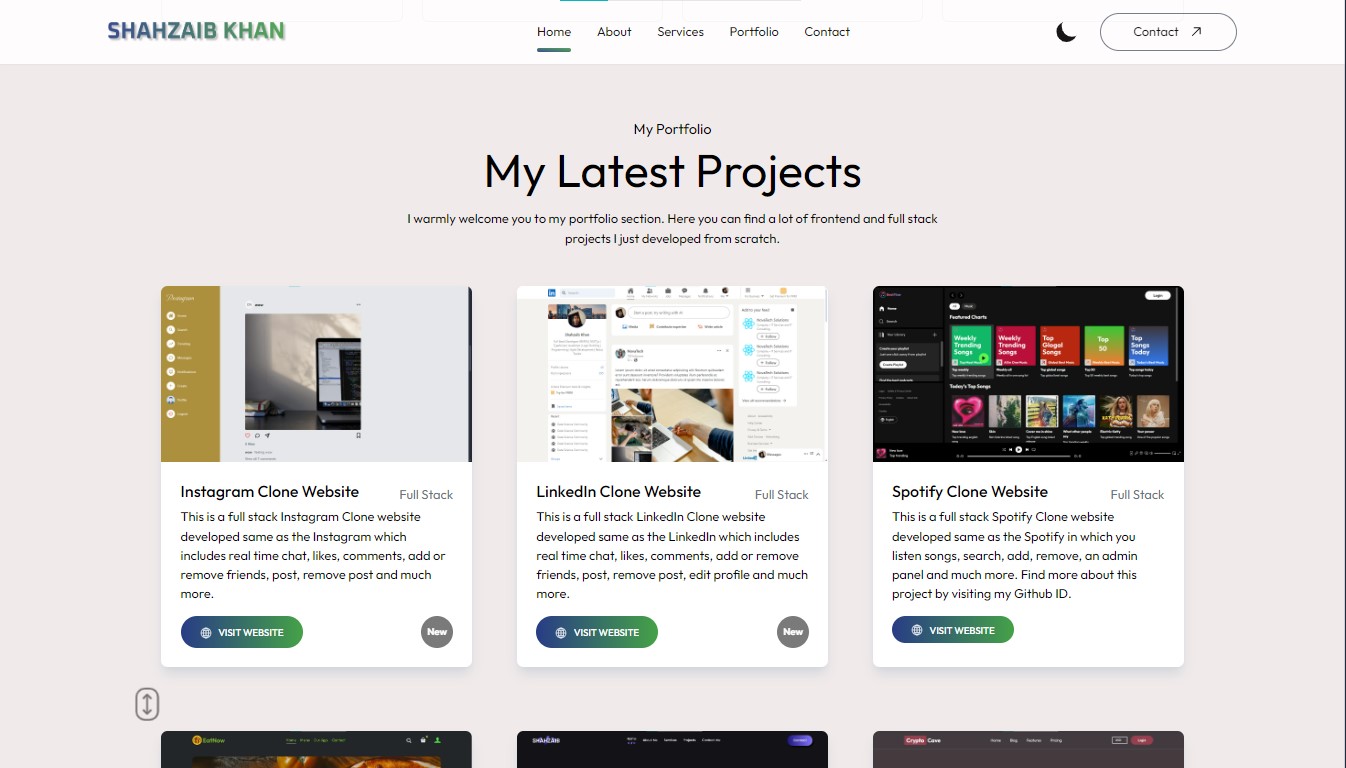 SHAHZAIB KHAN
Home About Services Portfolio Contact
Contact
My Portfolio
My Latest Projects
I warmly welcome you to my portfolio section. Here you can find a lot of frontend and full stack
projects I just developed from scratch.
Instagram
Login
Featured Charts
Weekly
Trending
Songs
Weekly
Trending
Songs
Top
Glogal
Songs
Top
50
Top
Songs
Today
Today's Top Songs
Instagram Clone Website
Full Stack
This is a full stack Instagram Clone website
developed same as the Instagram which
includes real time chat, likes, comments, add or
remove friends, post, remove post and much
more.
VISIT WEBSITE
New
LinkedIn Clone Website
Full Stack
This is a full stack LinkedIn Clone website
developed same as the LinkedIn which includes
real time chat, likes, comments, add or remove
friends, post, remove post, edit profile and much
more.
VISIT WEBSITE
New
Spotify Clone Website
Full Stack
This is a full stack Spotify Clone website
developed same as the Spotify in which you
listen songs, search, add, remove, an admin
panel and much more. Find more about this
project by visiting my Github ID.
VISIT WEBSITE
EatNow
SHAHZAIB
Crypto Cave
Home Blog Features Pricing
Login